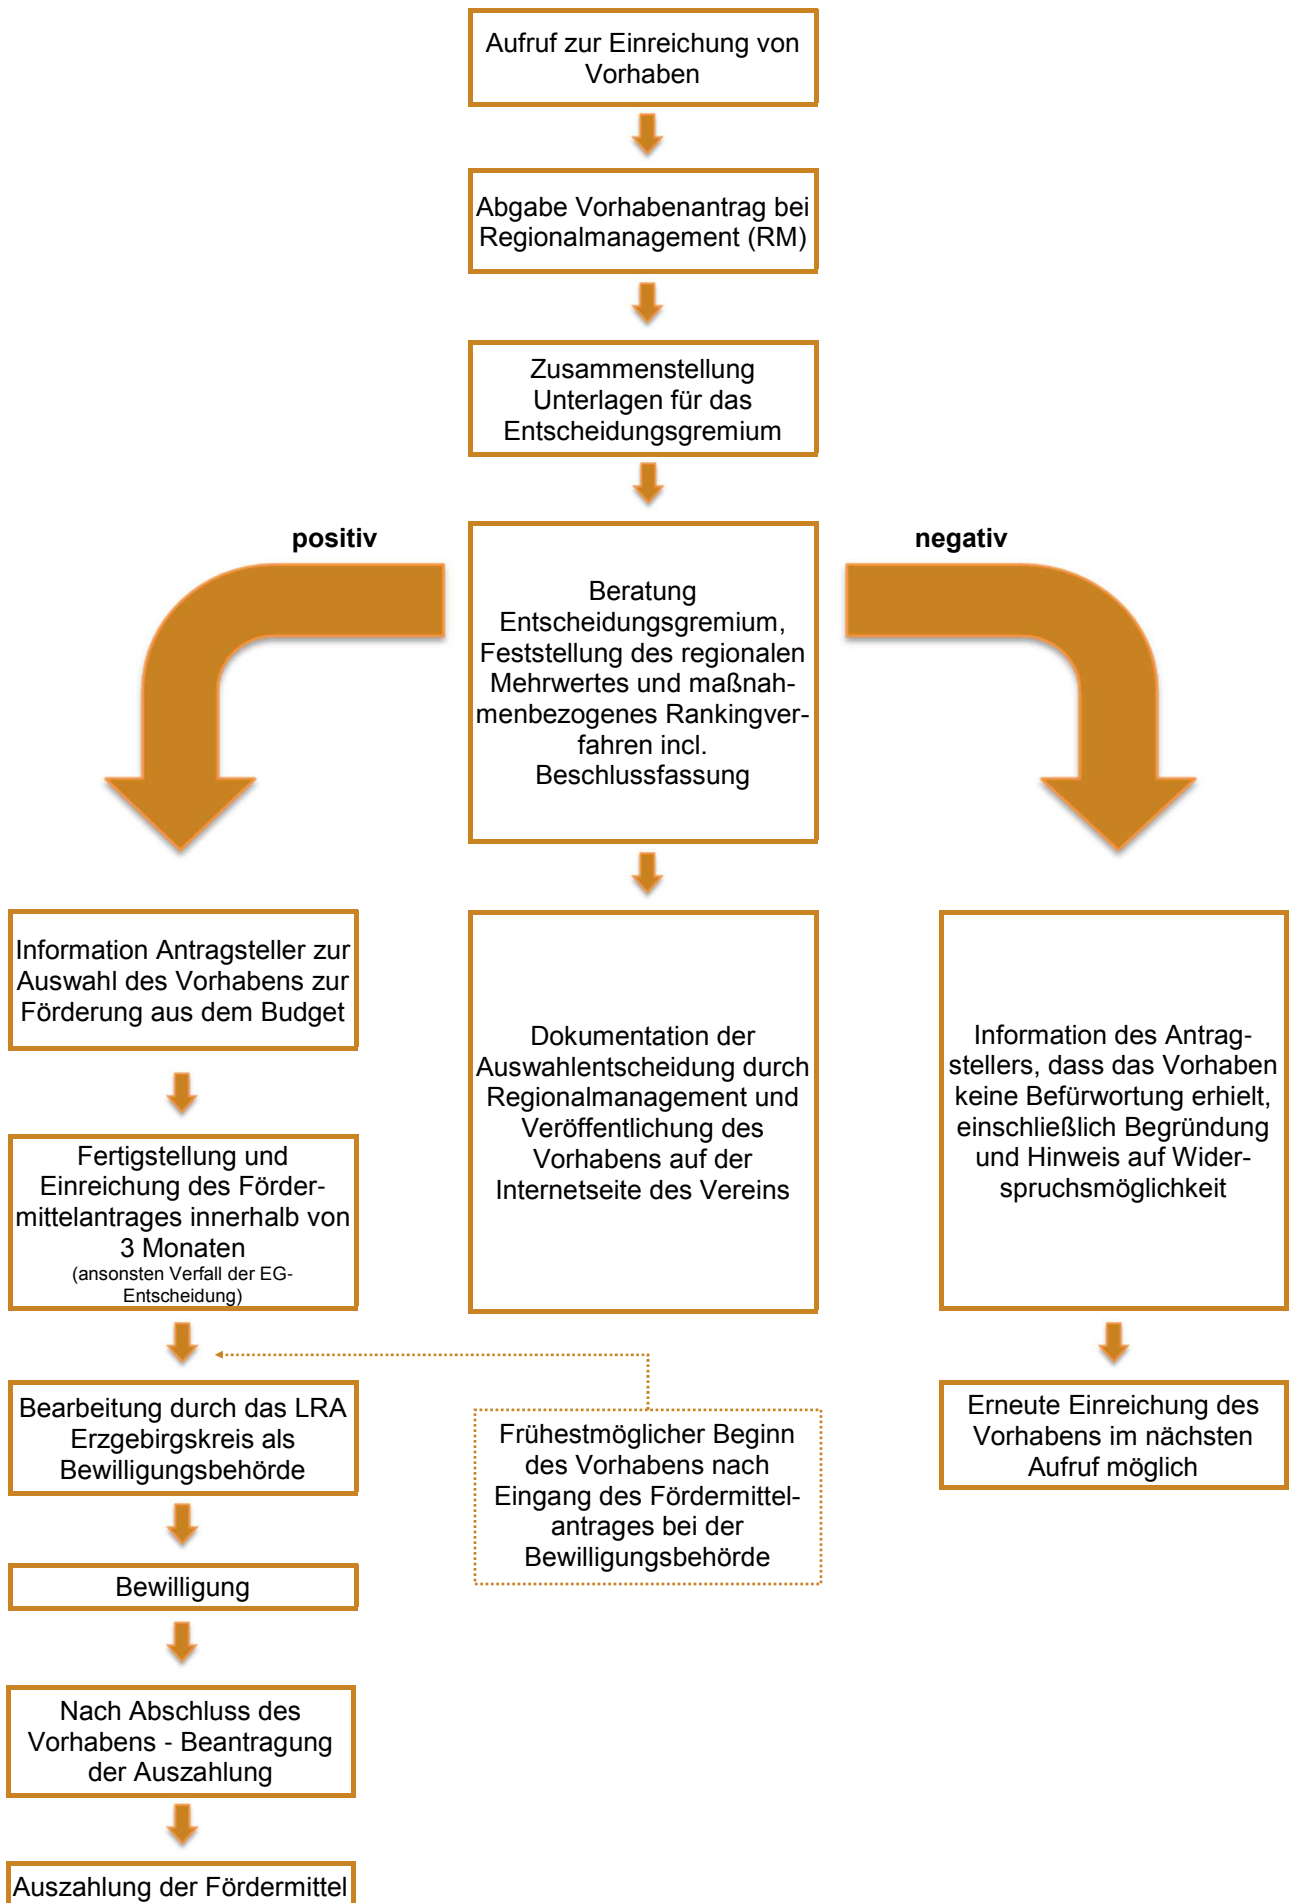 Aufruf zur Einreichung von
Vorhaben
Abgabe Vorhabenantrag bei
Regionalmanagement (RM)
Zusammenstellung
Unterlagen für das
Entscheidungsgremium
positiv
negativ
Beratung
Entscheidungsgremium,
Feststellung des regionalen
Mehrwertes und maßnah-
menbezogenes Rankingver-
fahren incl.
Beschlussfassung
Information Antragsteller zur
Auswahl des Vorhabens zur
Förderung aus dem Budget
Fertigstellung und
Einreichung des Förder-
mittelantrages innerhalb von
3 Monaten
(ansonsten Verfall der EG-
Entscheidung)
Bearbeitung durch das LRA
Erzgebirgskreis als
Bewilligungsbehörde
Bewilligung
Nach Abschluss des
Vorhabens - Beantragung
der Auszahlung
Auszahlung der Fördermittel
Dokumentation der
Auswahlentscheidung durch
Regionalmanagement und
Veröffentlichung des
Vorhabens auf der
Internetseite des Vereins
Frühestmöglicher Beginn
des Vorhabens nach
Eingang des Fördermittel-
antrages bei der
Bewilligungsbehörde
Information des Antrag-
stellers, dass das Vorhaben
keine Befürwortung erhielt,
einschließlich Begründung
und Hinweis auf Wider-
spruchsmöglichkeit
Erneute Einreichung des
Vorhabens im nächsten
Aufruf möglich